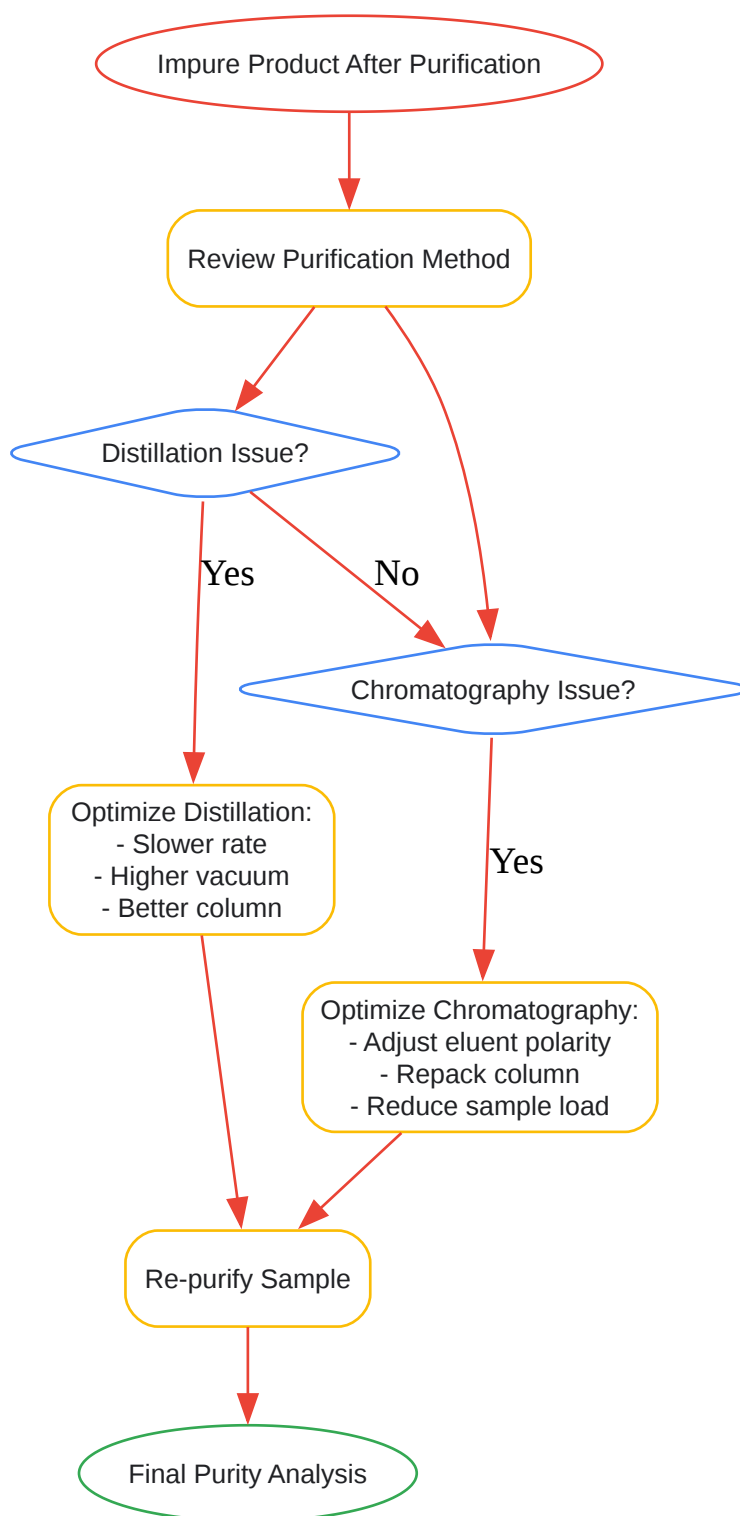 Impure Product After Purification
Review Purification Method
Distillation Issue?
Yes
No
Chromatography Issue?
Optimize Distillation:
- Slower rate
- Higher vacuum
- Better column
Yes
Optimize Chromatography:
- Adjust eluent polarity
- Repack column
- Reduce sample load
Re-purify Sample
Final Purity Analysis